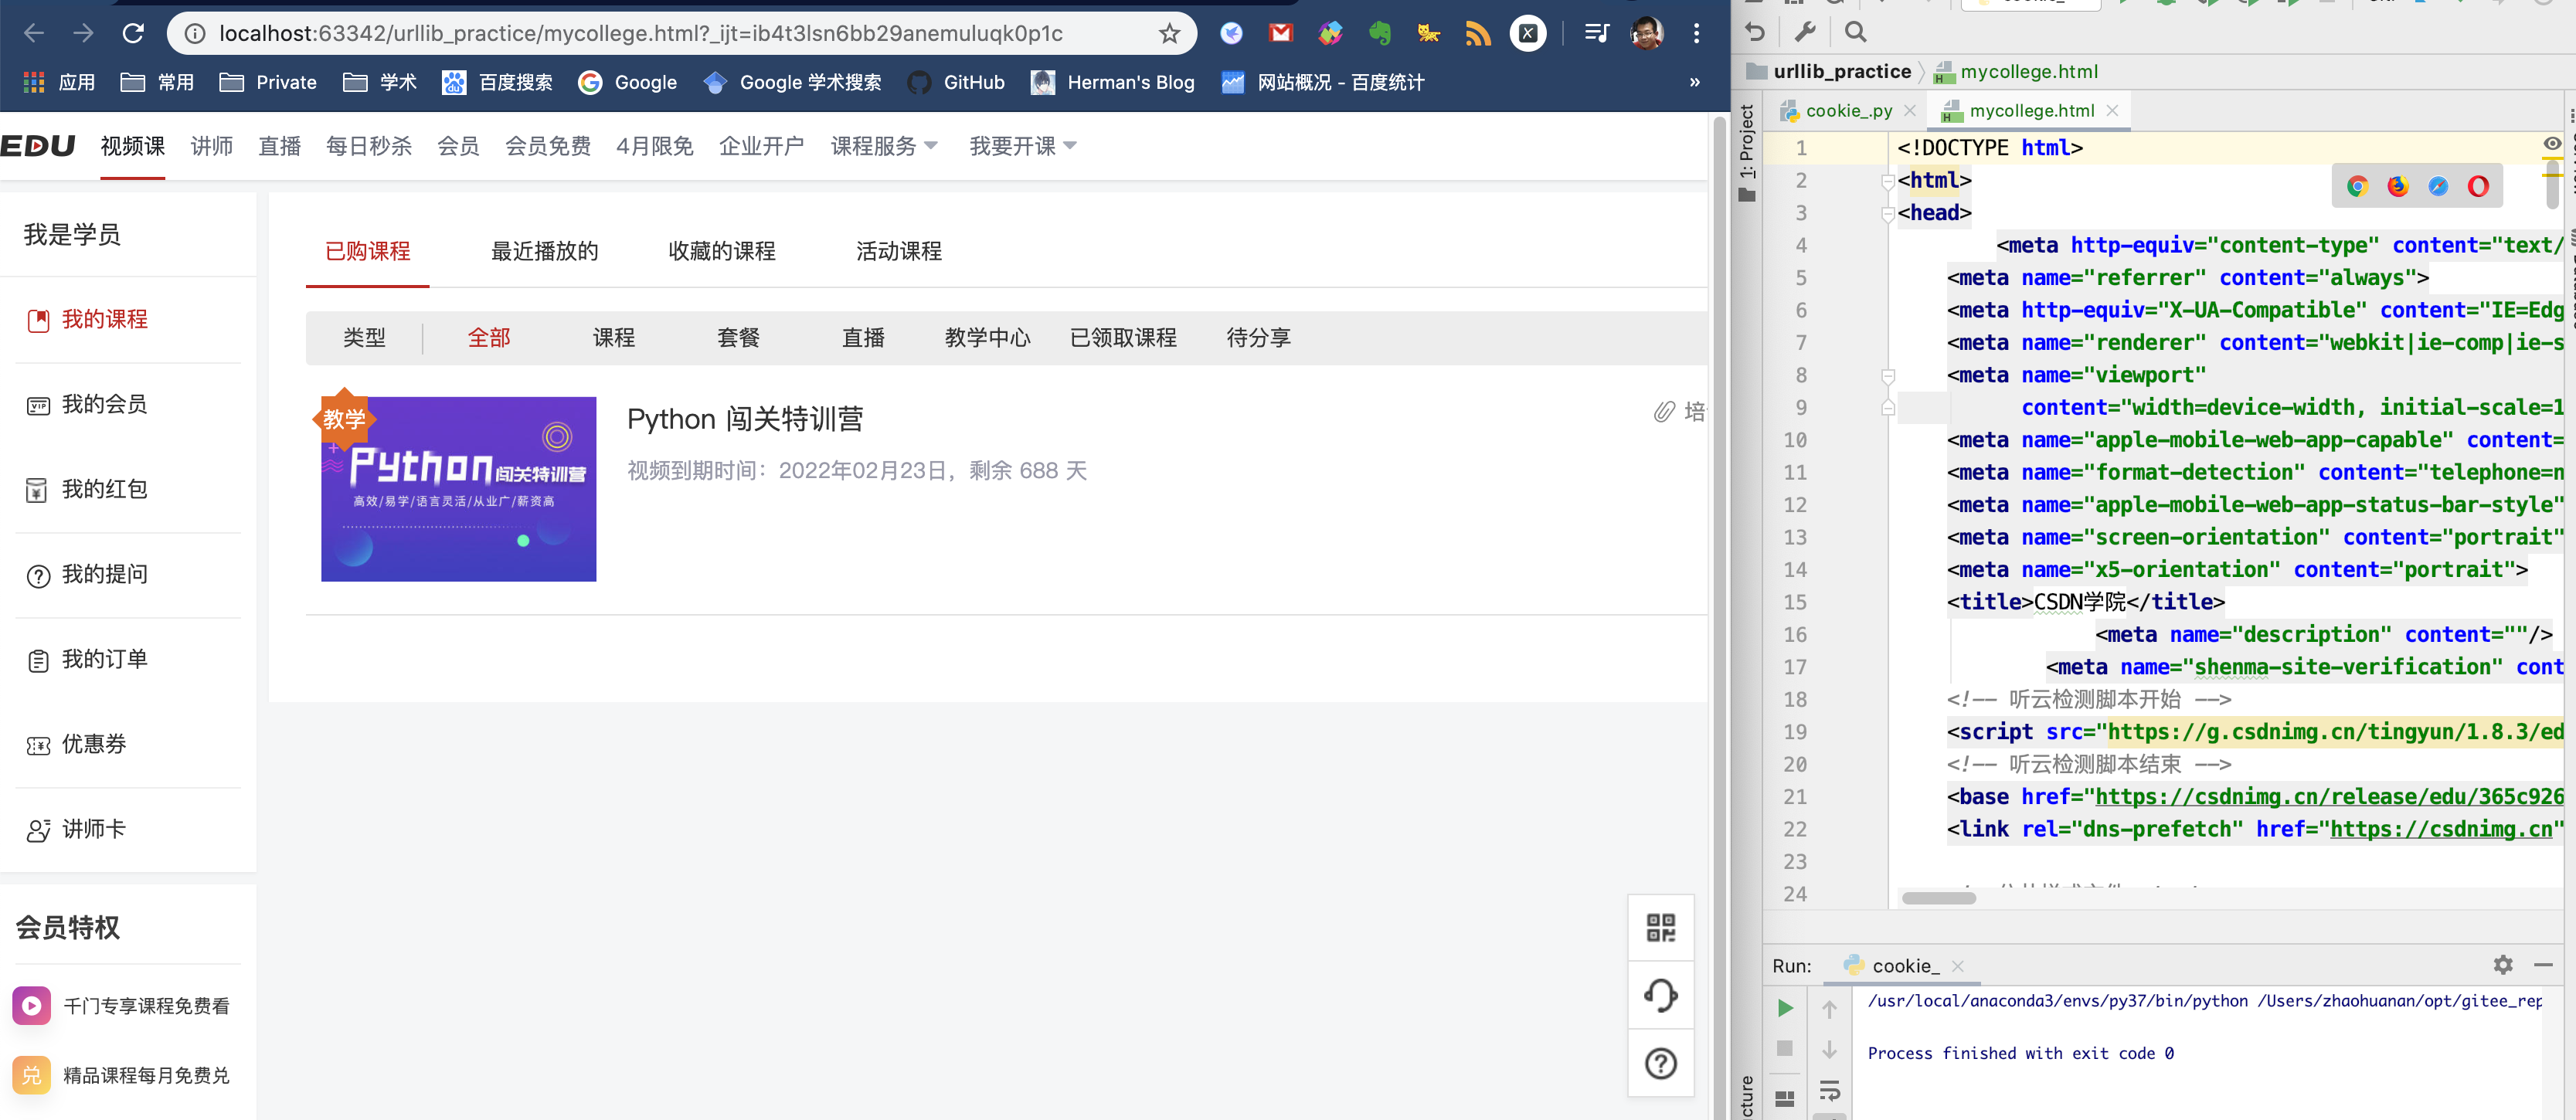 localhost:63342/urllib_practice/mycollege.html?_ijt=ib4t3lsn6bb29anemuluqk0p1c
应用 常用 Private 学术 百度搜索 Google Google 学术搜索 GitHub Herman's Blog 网站概况 - 百度统计 »
EDU 视频课 讲师 直播 每日秒杀 会员 会员免费 4月限免 企业开户 课程服务 我要开课
我是学员
我的课程
我的会员
我的红包
我的提问
我的订单
优惠券
讲师卡
会员特权
千门专享课程免费看
兑 精品课程每月免费兑
已购课程 最近播放的 收藏的课程 活动课程
类型 全部 课程 套餐 直播 教学中心 已领取课程 待分享
教学
Python闯关特训营
高效/易学/语言灵活/从业广/薪资高
Python 闯关特训营
视频到期时间：2022年02月23日，剩余 688 天
培
urllib_practice mycollege.html
cookie_.py mycollege.html
1: Project
1 <!DOCTYPE html>
2 <html>
3 <head>
4 <meta http-equiv="content-type" content="text/
5 <meta name="referrer" content="always">
6 <meta http-equiv="X-UA-Compatible" content="IE=Edg
7 <meta name="renderer" content="webkit|ie-comp|ie-s
8 <meta name="viewport"
9 content="width=device-width, initial-scale=1
10 <meta name="apple-mobile-web-app-capable" content=
11 <meta name="format-detection" content="telephone=n
12 <meta name="apple-mobile-web-app-status-bar-style"
13 <meta name="screen-orientation" content="portrait"
14 <meta name="x5-orientation" content="portrait">
15 <title>CSDN学院</title>
16 <meta name="description" content=""/>
17 <meta name="shenma-site-verification" cont
18 <!-- 听云检测脚本开始 -->
19 <script src="https://g.csdnimg.cn/tingyun/1.8.3/ed
20 <!-- 听云检测脚本结束 -->
21 <base href="https://csdnimg.cn/release/edu/365c926
22 <link rel="dns-prefetch" href="https://csdnimg.cn"
23
24
Run: cookie_
/usr/local/anaconda3/envs/py37/bin/python /Users/zhaohuanan/opt/gitee_rep
Process finished with exit code 0
cture